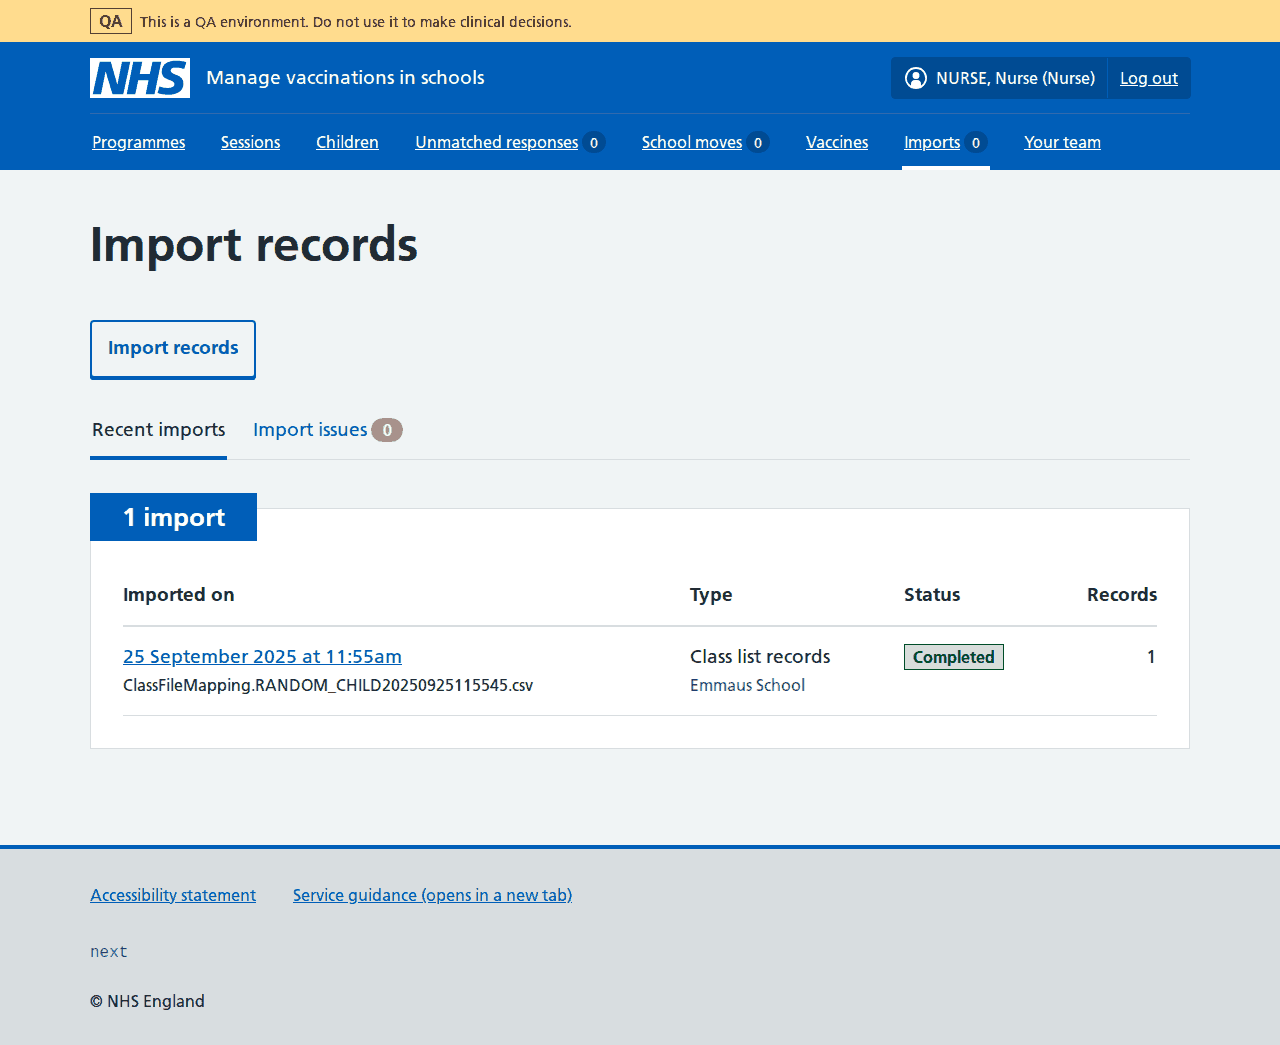 QA This is a QA environment. Do not use it to make clinical decisions.
NHS Manage vaccinations in schools NURSE, Nurse (Nurse) Log out
Programmes Sessions Children Unmatched responses 0 School moves 0 Vaccines Imports 0 Your team
Import records
Import records
Recent imports Import issues 0
1 import
Imported on Type Status Records
25 September 2025 at 11:55am Class list records Completed 1
ClassFileMapping.RANDOM_CHILD20250925115545.csv Emmaus School
Accessibility statement Service guidance (opens in a new tab)
next
© NHS England